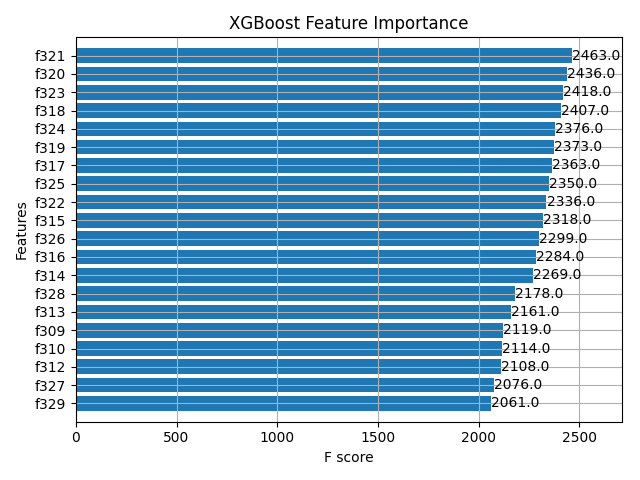 XGBoost Feature Importance
Features
f321 2463.0
f320 2436.0
f323 2418.0
f318 2407.0
f324 2376.0
f319 2373.0
f317 2363.0
f325 2350.0
f322 2336.0
f315 2318.0
f326 2299.0
f316 2284.0
f314 2269.0
f328 2178.0
f313 2161.0
f309 2119.0
f310 2114.0
f312 2108.0
f327 2076.0
f329 2061.0
0 500 1000 1500 2000 2500
F score